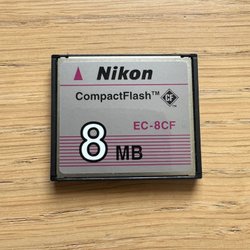 Nikon
CompactFlash™ CF
EC-8CF
8 MB